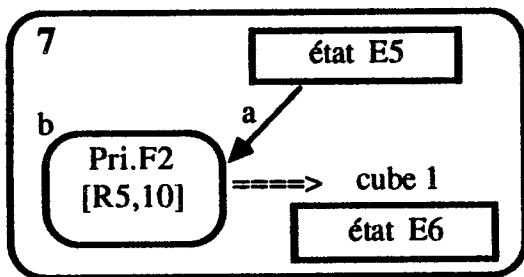 7
état E5
a
b
Pri.F2
[R5,10]
====> cube 1
état E6